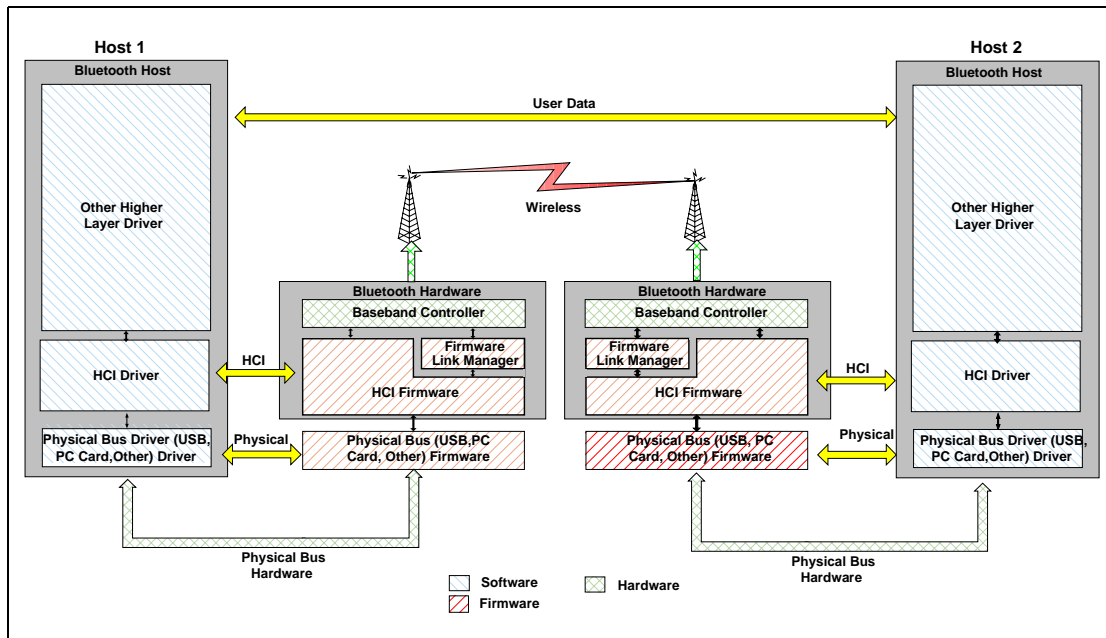 Host 1
Host 2
Bluetooth Host
Bluetooth Host
User Data
Wireless
Other Higher
Layer Driver
Other Higher
Layer Driver
Bluetooth Hardware
Bluetooth Hardware
Baseband Controller
Baseband Controller
Firmware
Link Manager
Firmware
Link Manager
HCI Driver
HCI
HCI Firmware
HCI Firmware
HCI
HCI Driver
Physical Bus Driver (USB,
PC Card,Other) Driver
Physical
Physical Bus (USB,PC
Card, Other) Firmware
Physical Bus (USB, PC
Card, Other) Firmware
Physical
Physical Bus Driver (USB,
PC Card,Other) Driver
Physical Bus
Hardware
Physical Bus
Hardware
Software
Hardware
Firmware